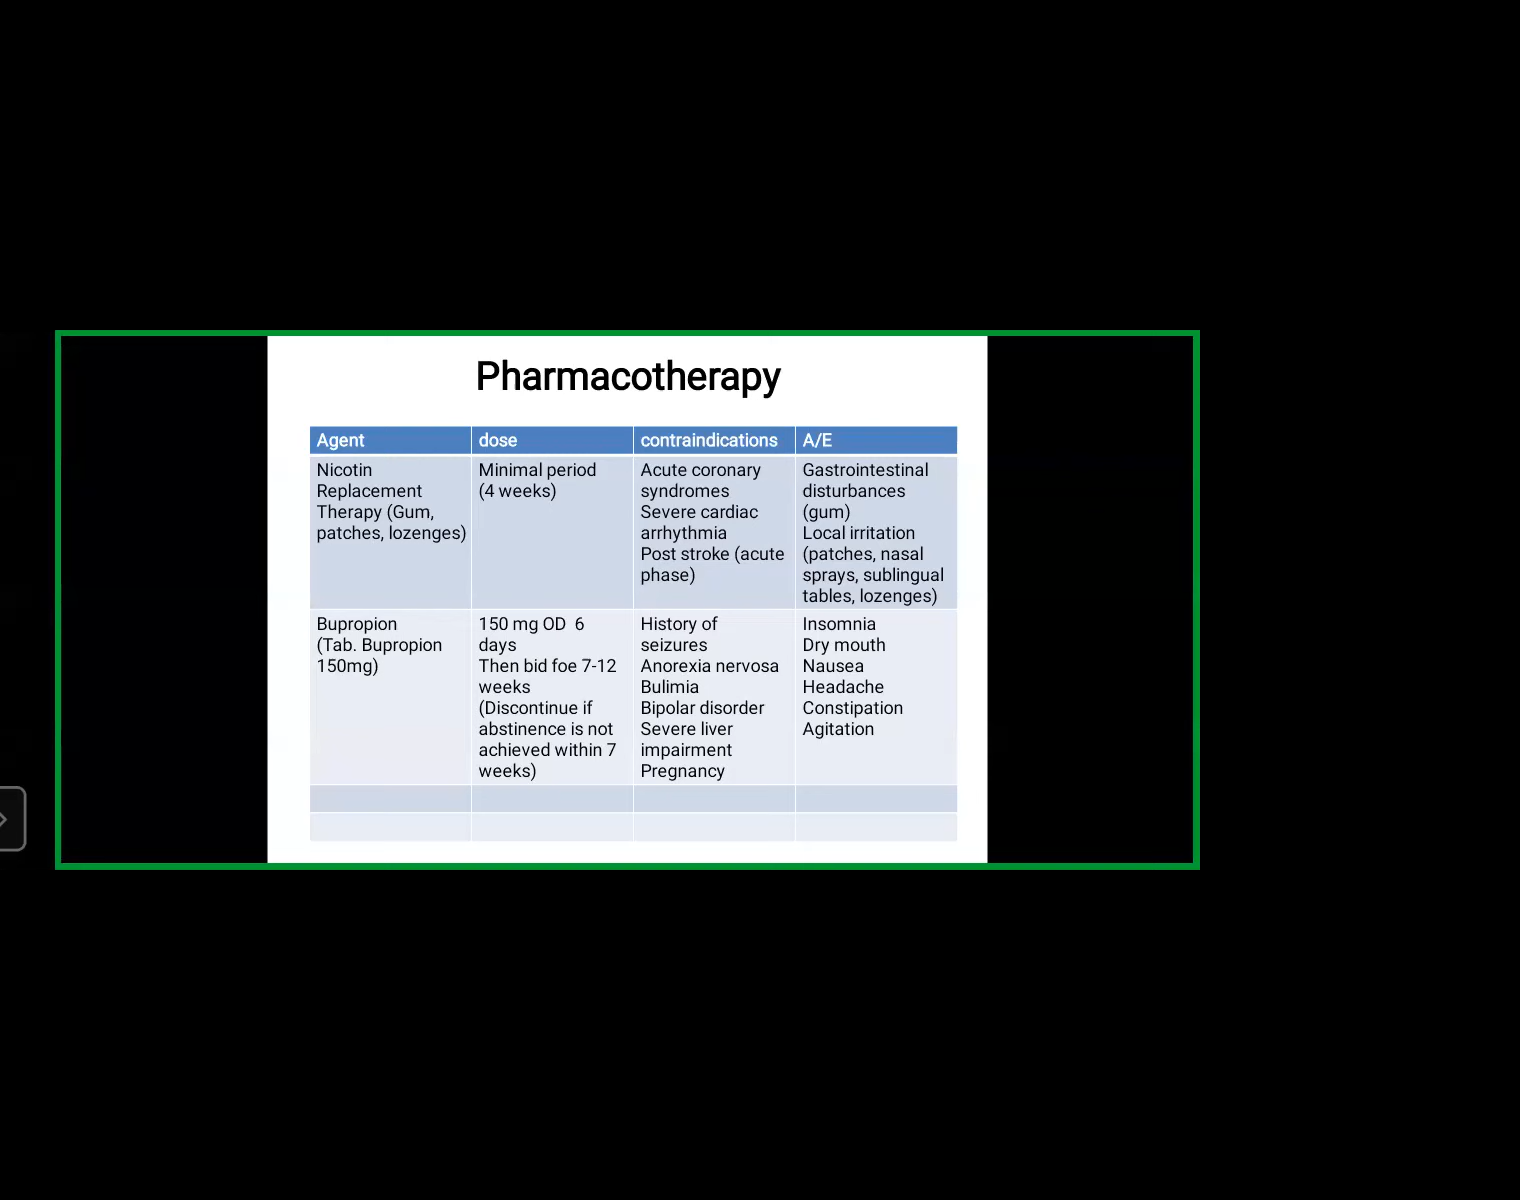 Pharmacotherapy
Agent
dose
contraindications
A/E
Nicotin
Replacement
Therapy (Gum,
patches, lozenges)
Minimal period
(4 weeks)
Acute coronary
syndromes
Severe cardiac
arrhythmia
Post stroke (acute
phase)
Gastrointestinal
disturbances
(gum)
Local irritation
(patches, nasal
sprays, sublingual
tables, lozenges)
Bupropion
(Tab. Bupropion
150mg)
150 mg OD  6
days
Then bid foe 7-12
weeks
(Discontinue if
abstinence is not
achieved within 7
weeks)
History of
seizures
Anorexia nervosa
Bulimia
Bipolar disorder
Severe liver
impairment
Pregnancy
Insomnia
Dry mouth
Nausea
Headache
Constipation
Agitation